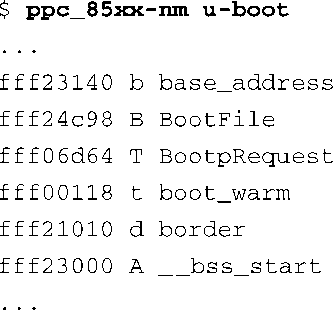 $ ppc_85xx-nm u-boot
...
fff23140 b base_address
fff24c98 B BootFile
fff06d64 T BootpRequest
fff00118 t boot_warm
fff21010 d border
fff23000 A __bss_start
...